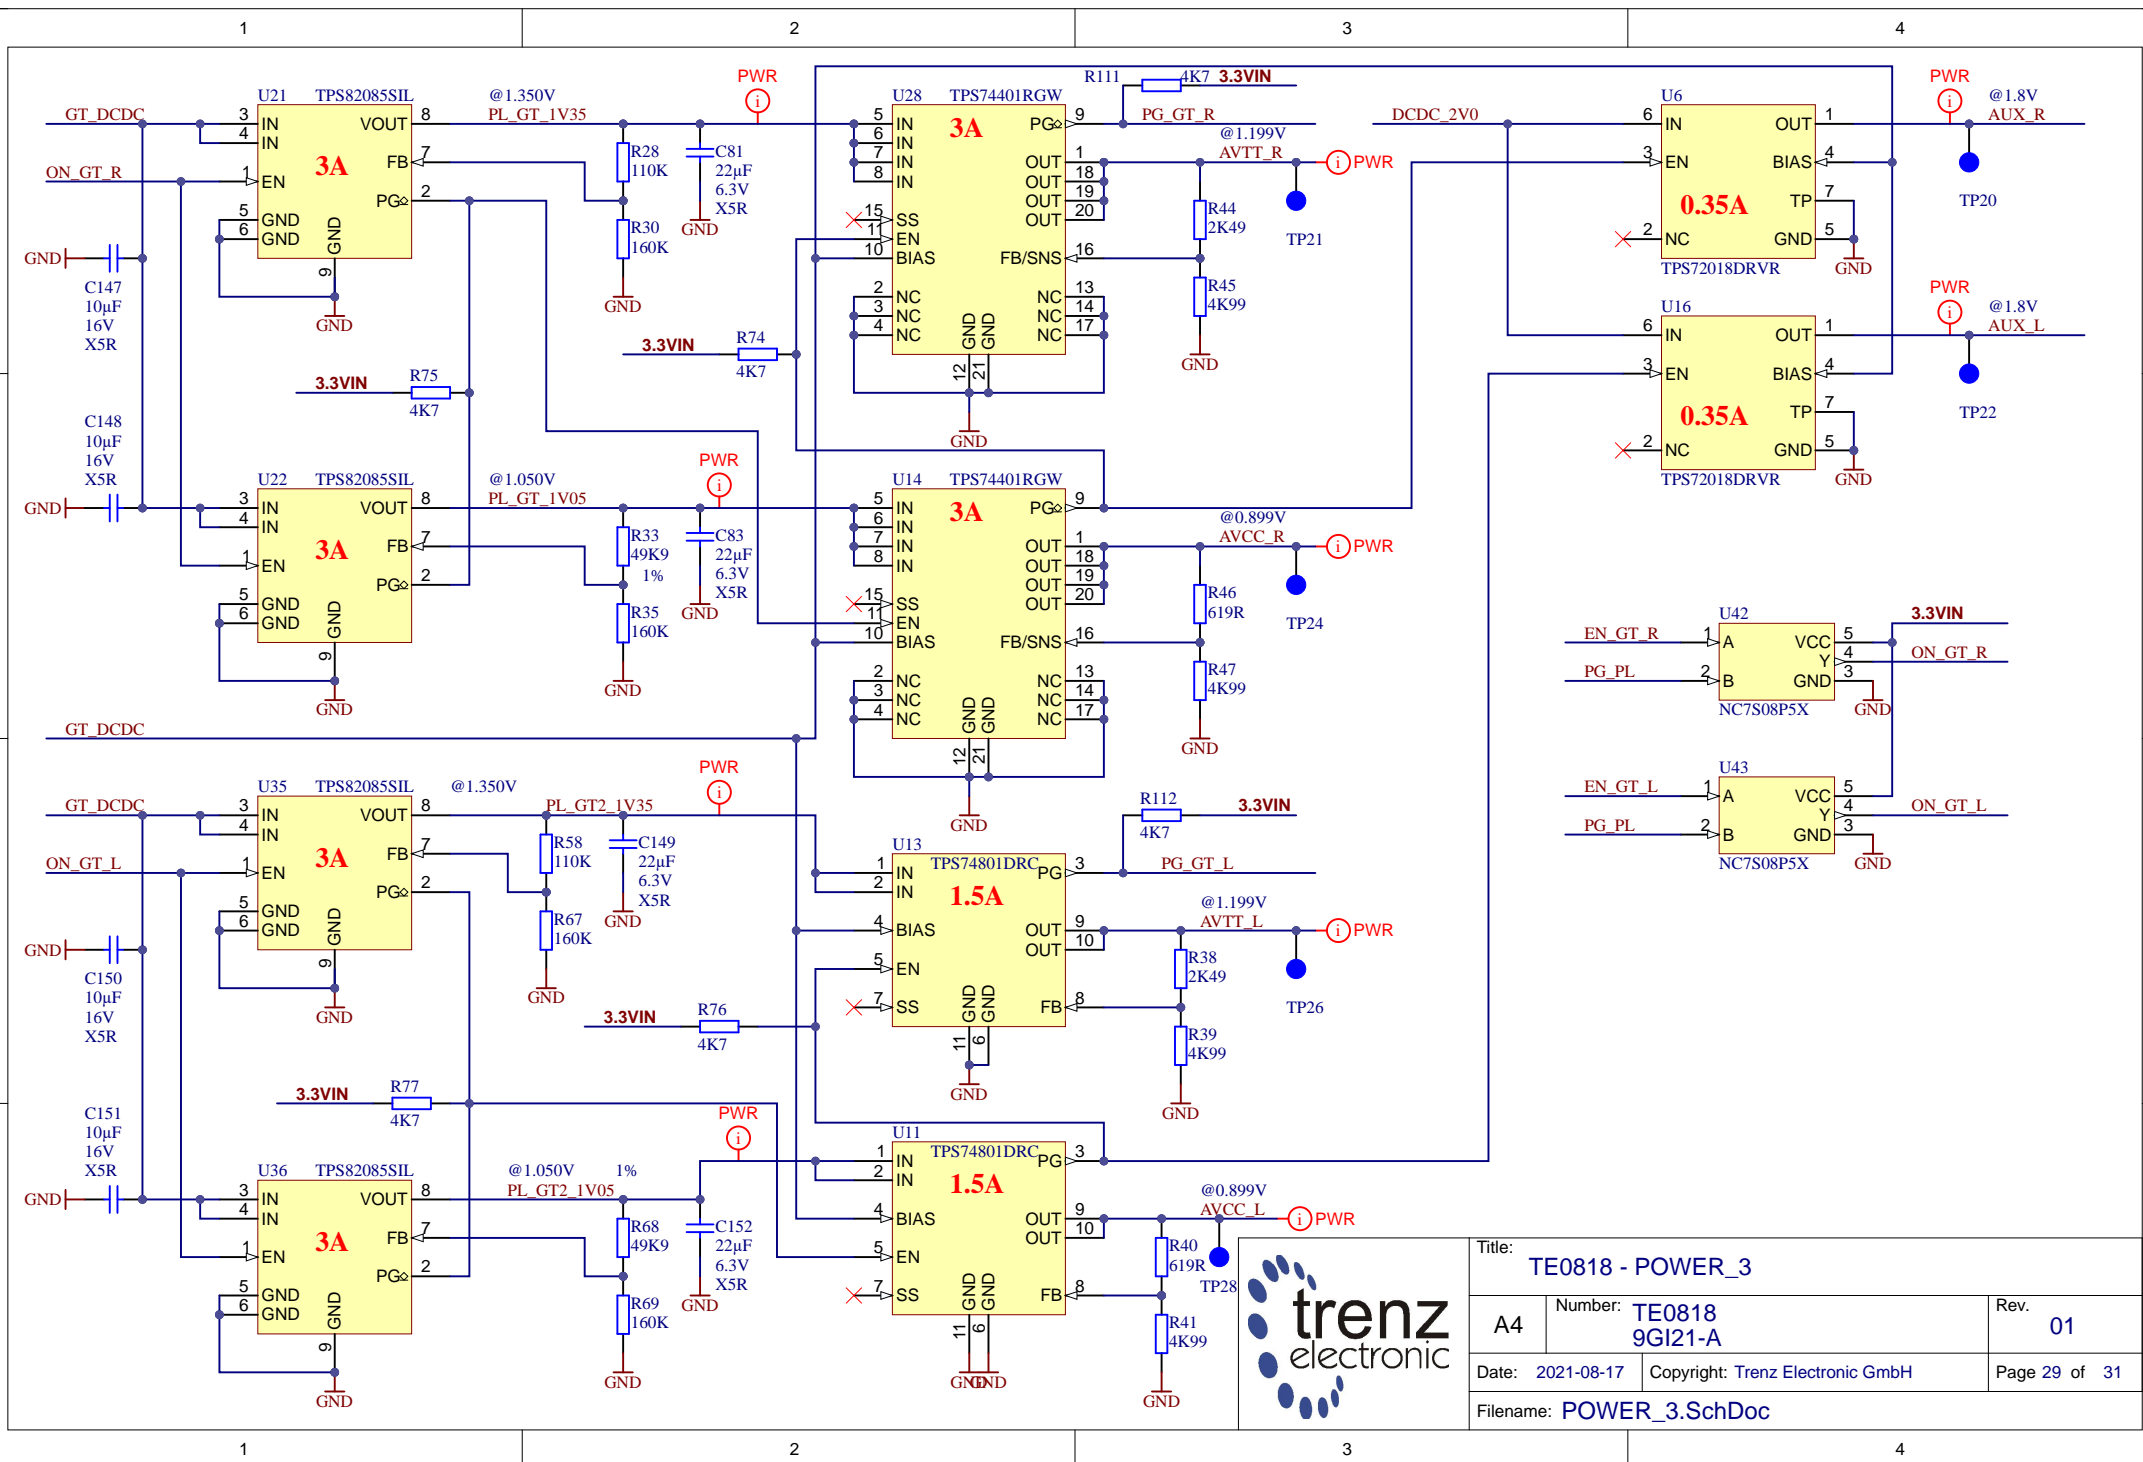 1 2 3 4
U21 TPS82085SIL
GT_DCDC
3 IN
4 IN
ON_GT_R
1 EN
5 GND
6 GND
GND
9
GND
3A
VOUT 8
FB 7
PG 2
@1.350V
PL_GT_1V35
PWR
i
R28
110K
R30
160K
GND
C81
22µF
6.3V
X5R
GND
GND
C147
10µF
16V
X5R
3.3VIN
R75
4K7
3.3VIN
R74
4K7
U28 TPS74401RGW
3A
5 IN
6 IN
7 IN
8 IN
15 SS
11 EN
10 BIAS
2 NC
3 NC
4 NC
GND GND
12 21
GND
PG 9
OUT 1
OUT 18
OUT 19
OUT 20
FB/SNS 16
NC 13
NC 14
NC 17
R111 4K7 3.3VIN
PG_GT_R
@1.199V
AVTT_R
i PWR
R44
2K49
R45
4K99
GND
TP21
DCDC_2V0
U6
6 IN
3 EN
0.35A
2 NC
OUT 1
BIAS 4
TP 7
GND 5
TPS72018DRVR
GND
PWR
i
@1.8V
AUX_R
TP20
U16
6 IN
3 EN
0.35A
2 NC
OUT 1
BIAS 4
TP 7
GND 5
TPS72018DRVR
GND
PWR
i
@1.8V
AUX_L
TP22
C148
10µF
16V
X5R
GND
U22 TPS82085SIL
3 IN
4 IN
1 EN
5 GND
6 GND
GND
9
GND
3A
VOUT 8
FB 7
PG 2
@1.050V
PL_GT_1V05
PWR
i
R33
49K9
1%
R35
160K
GND
C83
22µF
6.3V
X5R
GND
U14 TPS74401RGW
3A
5 IN
6 IN
7 IN
8 IN
15 SS
11 EN
10 BIAS
2 NC
3 NC
4 NC
GND GND
12 21
GND
PG 9
OUT 1
OUT 18
OUT 19
OUT 20
FB/SNS 16
NC 13
NC 14
NC 17
@0.899V
AVCC_R
i PWR
R46
619R
R47
4K99
GND
TP24
U42
EN_GT_R
1 A
PG_PL
2 B
VCC 5
Y 4
GND 3
NC7S08P5X
3.3VIN
ON_GT_R
GND
U43
EN_GT_L
1 A
PG_PL
2 B
VCC 5
Y 4
GND 3
NC7S08P5X
ON_GT_L
GND
GT_DCDC
U35 TPS82085SIL
GT_DCDC
3 IN
4 IN
ON_GT_L
1 EN
5 GND
6 GND
GND
9
GND
3A
VOUT 8
FB 7
PG 2
@1.350V
PL_GT2_1V35
PWR
i
R58
110K
R67
160K
GND
C149
22µF
6.3V
X5R
GND
GND
C150
10µF
16V
X5R
3.3VIN
R76
4K7
3.3VIN
R77
4K7
U13
TPS74801DRC
1.5A
1 IN
2 IN
4 BIAS
5 EN
7 SS
GND GND
11 6
GND
PG 3
OUT 9
OUT 10
FB 8
R112
4K7
3.3VIN
PG_GT_L
@1.199V
AVTT_L
i PWR
R38
2K49
R39
4K99
GND
TP26
C151
10µF
16V
X5R
GND
U36 TPS82085SIL
3 IN
4 IN
1 EN
5 GND
6 GND
GND
9
GND
3A
VOUT 8
FB 7
PG 2
@1.050V 1%
PL_GT2_1V05
PWR
i
R68
49K9
R69
160K
GND
C152
22µF
6.3V
X5R
GND
U11
TPS74801DRC
1.5A
1 IN
2 IN
4 BIAS
5 EN
7 SS
GND GND
11 6
GND GND
PG 3
OUT 9
OUT 10
FB 8
@0.899V
AVCC_L
i PWR
R40
619R
R41
4K99
GND
TP28
trenz
electronic
Title:
TE0818 - POWER_3
A4
Number: TE0818
9GI21-A
Rev.
01
Date: 2021-08-17
Copyright: Trenz Electronic GmbH
Page 29 of 31
Filename: POWER_3.SchDoc
1 2 3 4